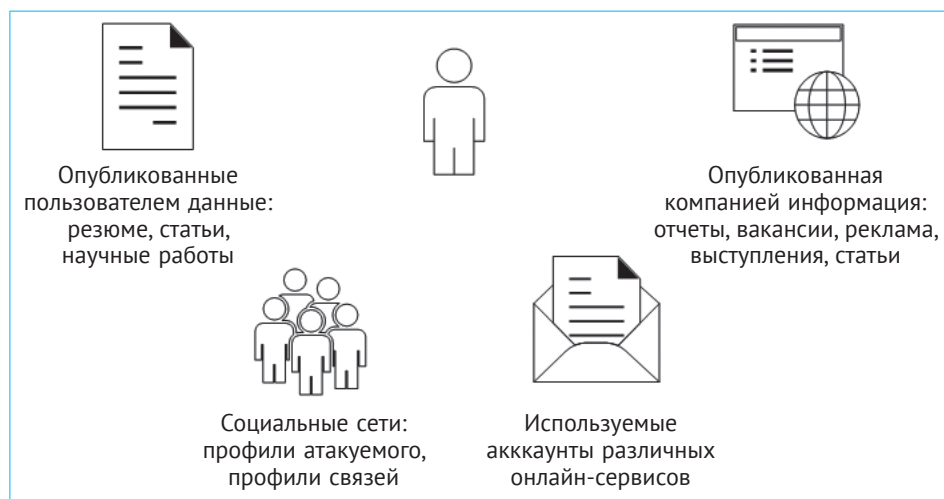 Опубликованные
пользователем данные:
резюме, статьи,
научные работы
Опубликованная
компанией информация:
отчеты, вакансии, реклама,
выступления, статьи
Социальные сети:
профили атакуемого,
профили связей
Используемые
акккаунты различных
онлайн-сервисов